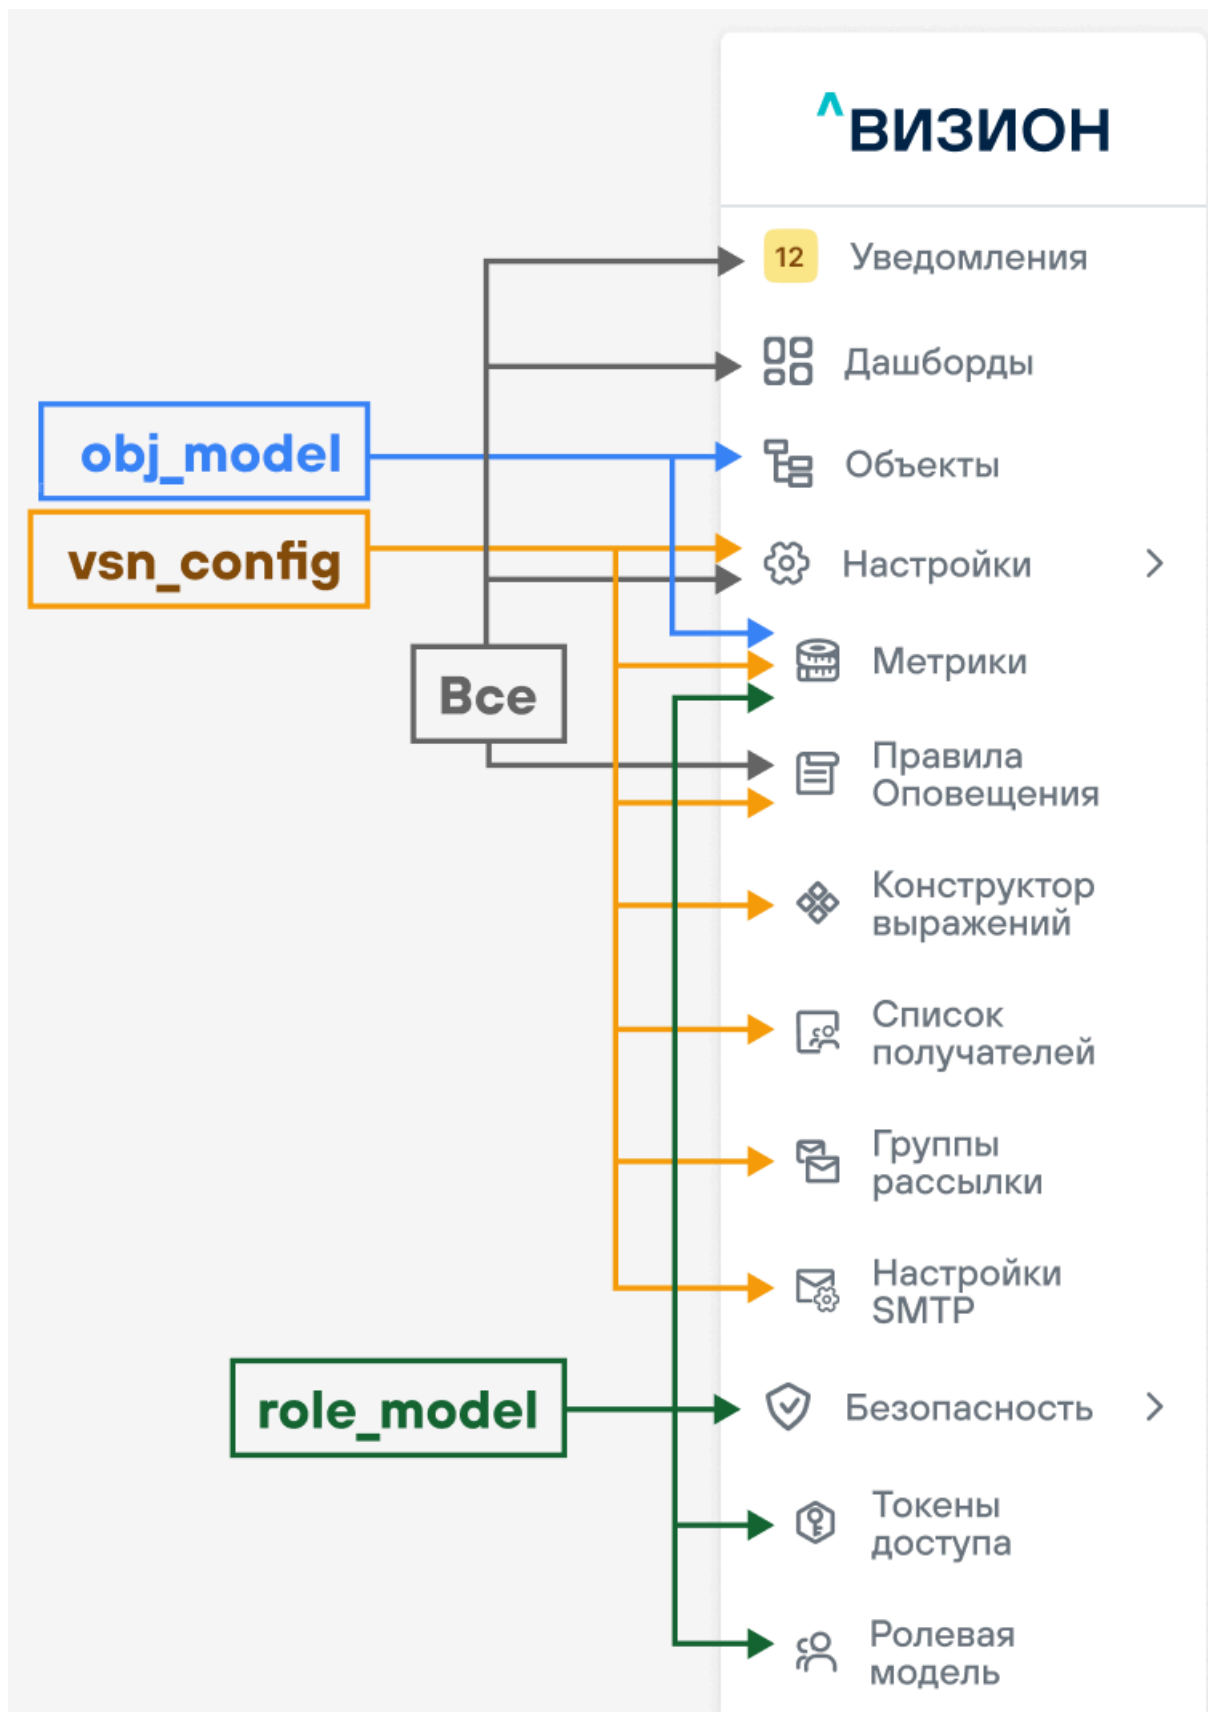 ^ВИЗИОН
12 Уведомления
Дашборды
obj_model
Объекты
vsn_config
Настройки
Метрики
Все
Правила
Оповещения
Конструктор
выражений
Список
получателей
Группы
рассылки
Настройки
SMTP
role_model
Безопасность
Токены
доступа
Ролевая
модель